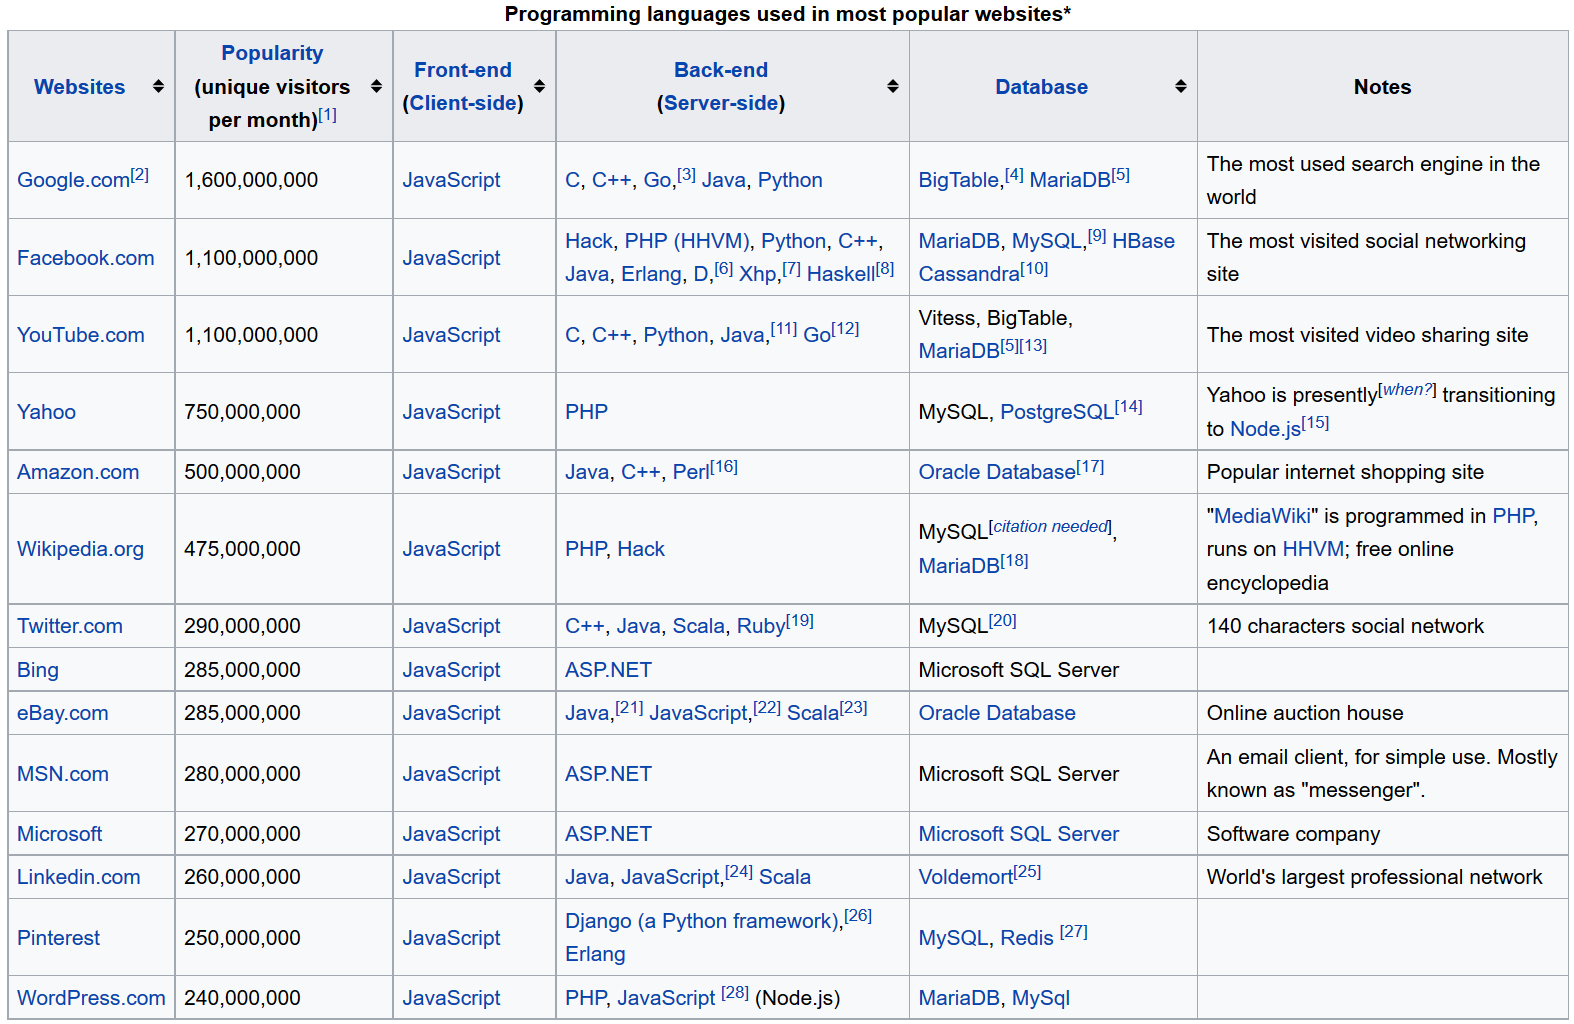 Programming languages used in most popular websites*
Websites
Popularity
(unique visitors
per month)[1]
Front-end
(Client-side)
Back-end
(Server-side)
Database
Notes
Google.com[2] 1,600,000,000 JavaScript C, C++, Go,[3] Java, Python BigTable,[4] MariaDB[5] The most used search engine in the
world
Facebook.com 1,100,000,000 JavaScript Hack, PHP (HHVM), Python, C++,
Java, Erlang, D,[6] Xhp,[7] Haskell[8]
MariaDB, MySQL,[9] HBase
Cassandra[10]
The most visited social networking
site
YouTube.com 1,100,000,000 JavaScript C, C++, Python, Java,[11] Go[12] Vitess, BigTable,
MariaDB[5][13]
The most visited video sharing site
Yahoo 750,000,000 JavaScript PHP MySQL, PostgreSQL[14] Yahoo is presently[when?] transitioning
to Node.js[15]
Amazon.com 500,000,000 JavaScript Java, C++, Perl[16] Oracle Database[17] Popular internet shopping site
Wikipedia.org 475,000,000 JavaScript PHP, Hack MySQL[citation needed],
MariaDB[18]
"MediaWiki" is programmed in PHP,
runs on HHVM; free online
encyclopedia
Twitter.com 290,000,000 JavaScript C++, Java, Scala, Ruby[19] MySQL[20] 140 characters social network
Bing 285,000,000 JavaScript ASP.NET Microsoft SQL Server
eBay.com 285,000,000 JavaScript Java,[21] JavaScript,[22] Scala[23] Oracle Database Online auction house
MSN.com 280,000,000 JavaScript ASP.NET Microsoft SQL Server An email client, for simple use. Mostly
known as "messenger".
Microsoft 270,000,000 JavaScript ASP.NET Microsoft SQL Server Software company
Linkedin.com 260,000,000 JavaScript Java, JavaScript,[24] Scala Voldemort[25] World's largest professional network
Pinterest 250,000,000 JavaScript Django (a Python framework),[26]
Erlang
MySQL, Redis [27]
WordPress.com 240,000,000 JavaScript PHP, JavaScript [28] (Node.js) MariaDB, MySql